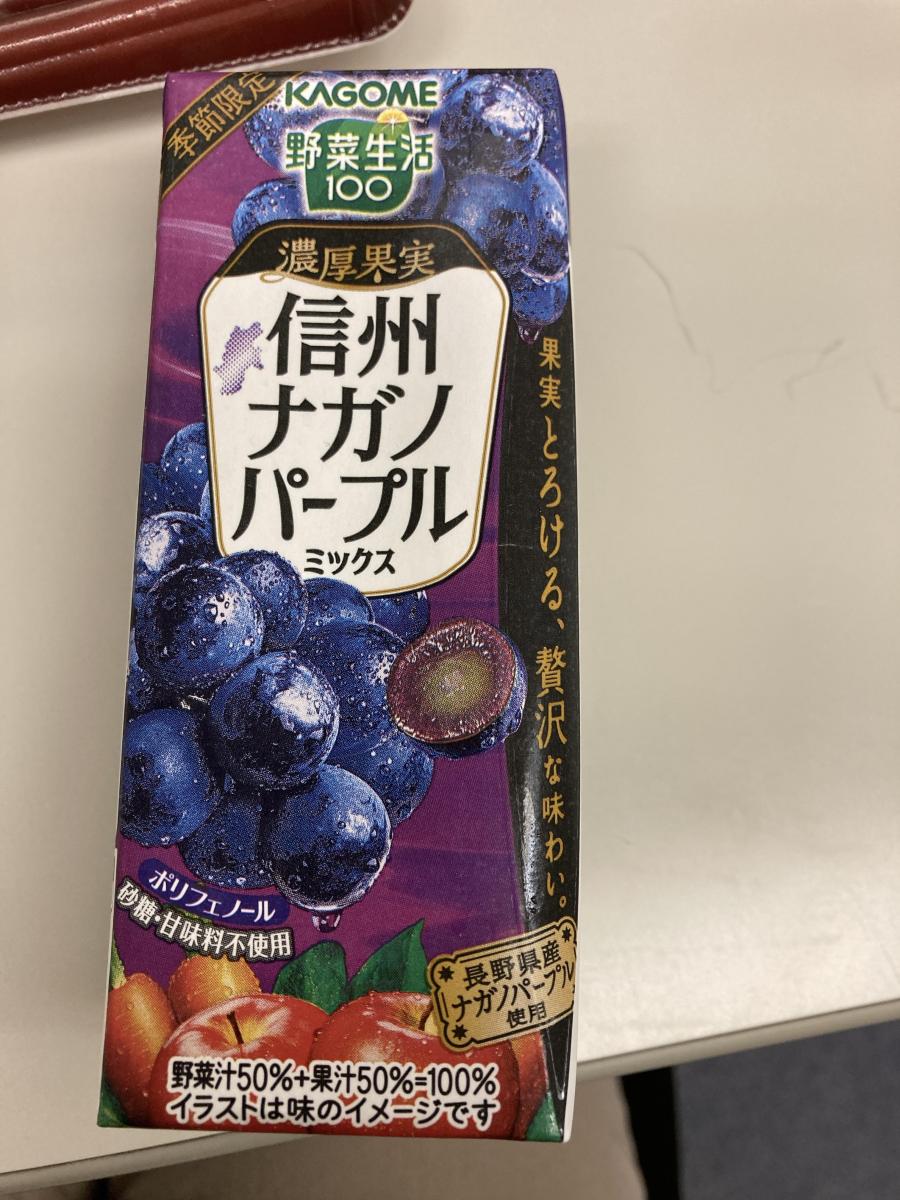 季節限定
KAGOME
野菜生活
100
濃厚果実
信州
ナガノ
パープル
ミックス
果実とろける、贅沢な味わい。
ポリフェノール
砂糖・甘味料不使用
長野県産
ナガノパープル
使用
野菜汁50%+果汁50%=100%
イラストは味のイメージです